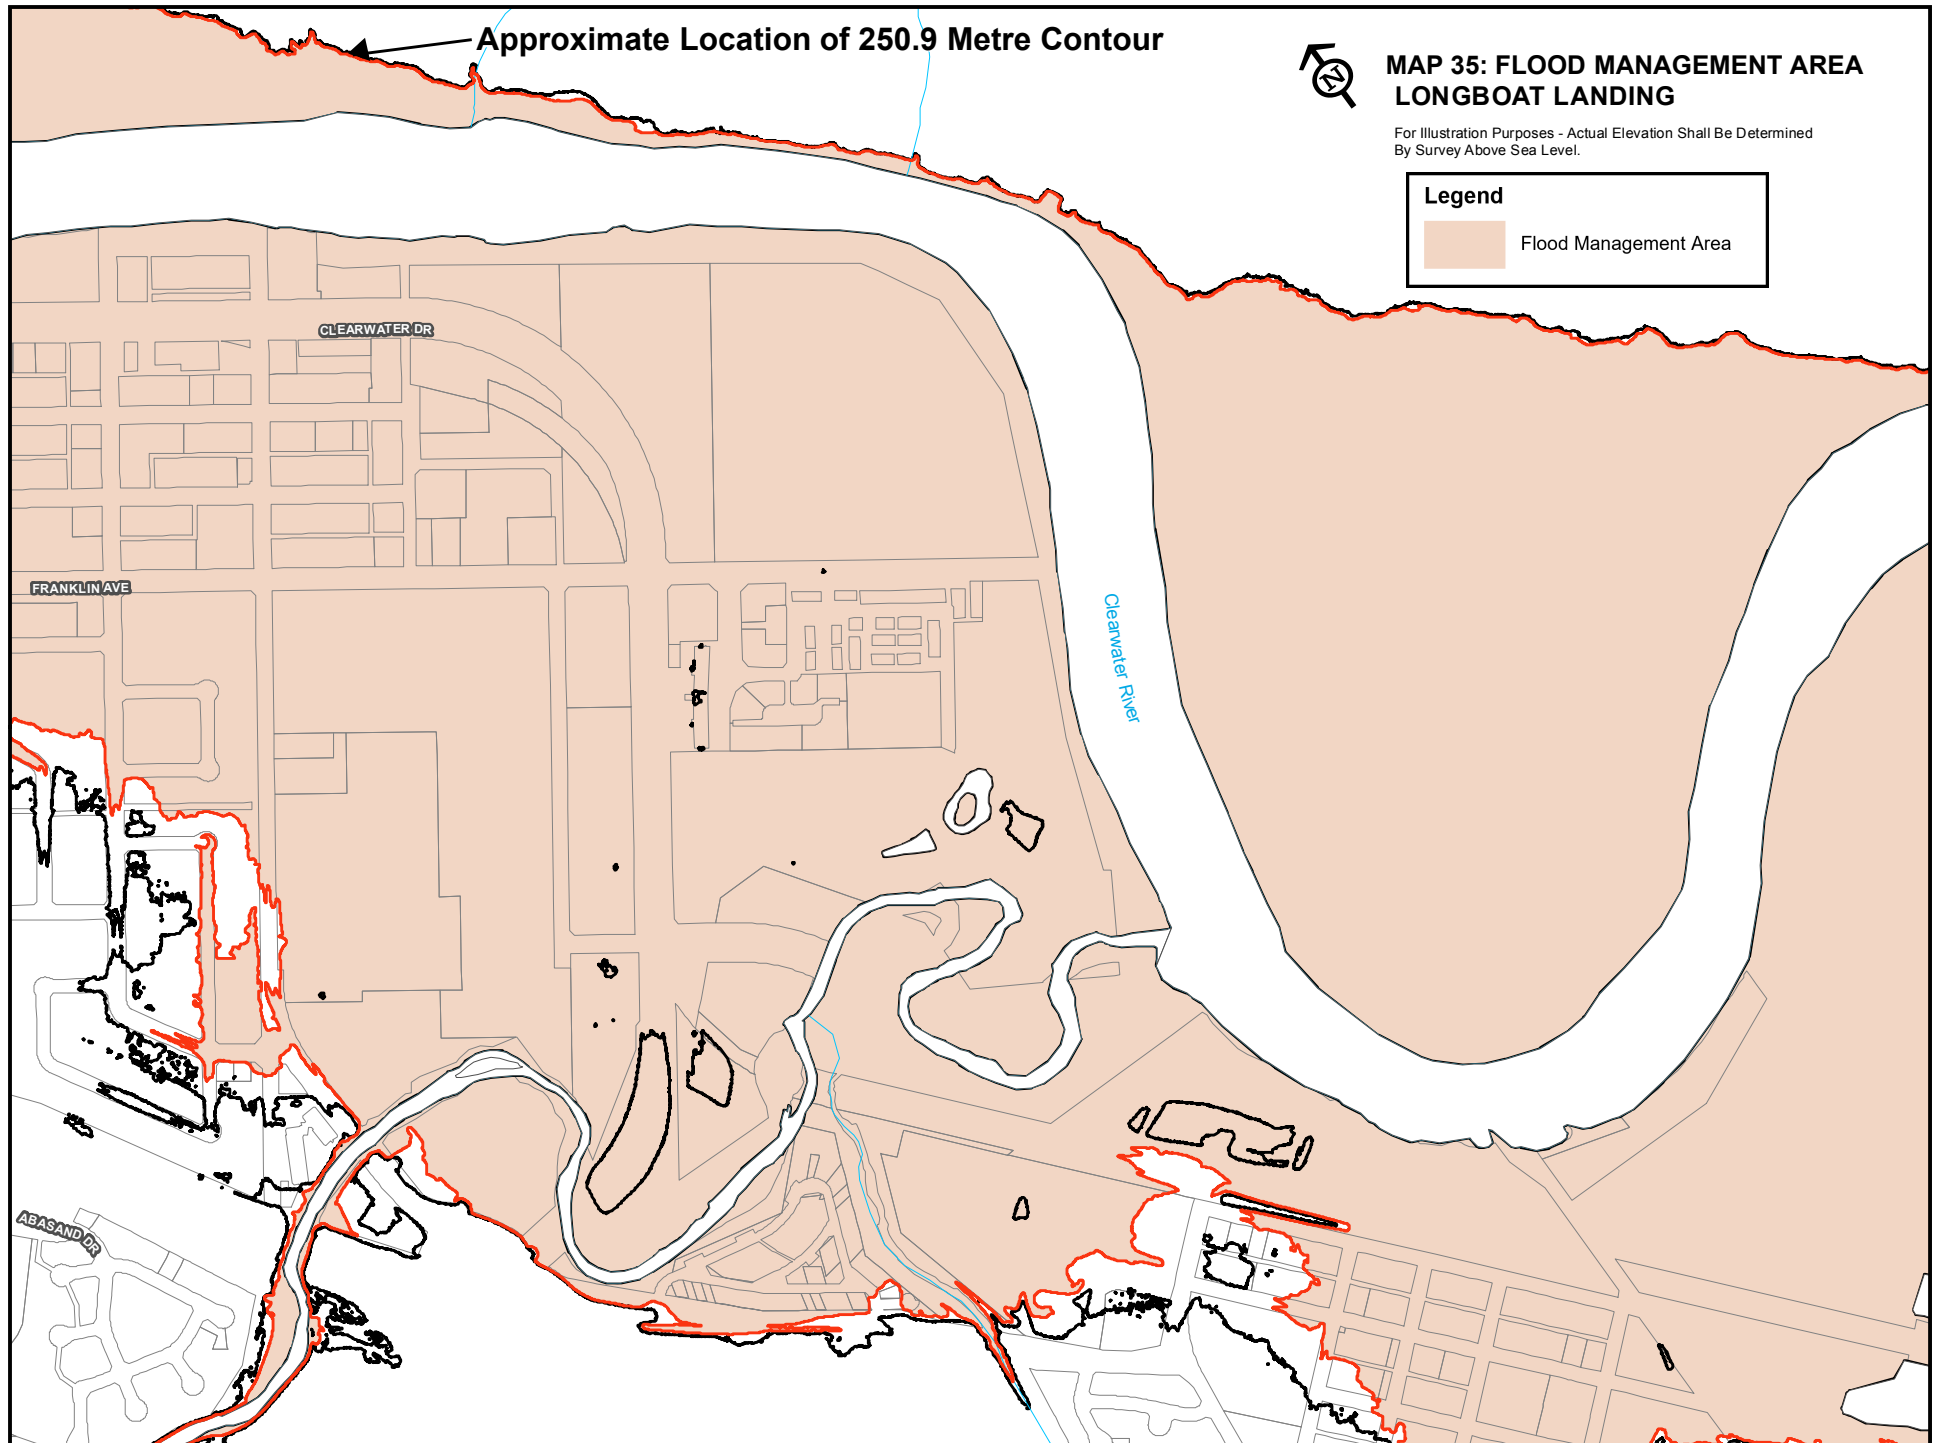 Approximate Location of 250.9 Metre Contour
N
MAP 35: FLOOD MANAGEMENT AREA
LONGBOAT LANDING
For Illustration Purposes - Actual Elevation Shall Be Determined
By Survey Above Sea Level.
Legend
Flood Management Area
CLEARWATER DR
FRANKLIN AVE
Clearwater River
ABASAND DR